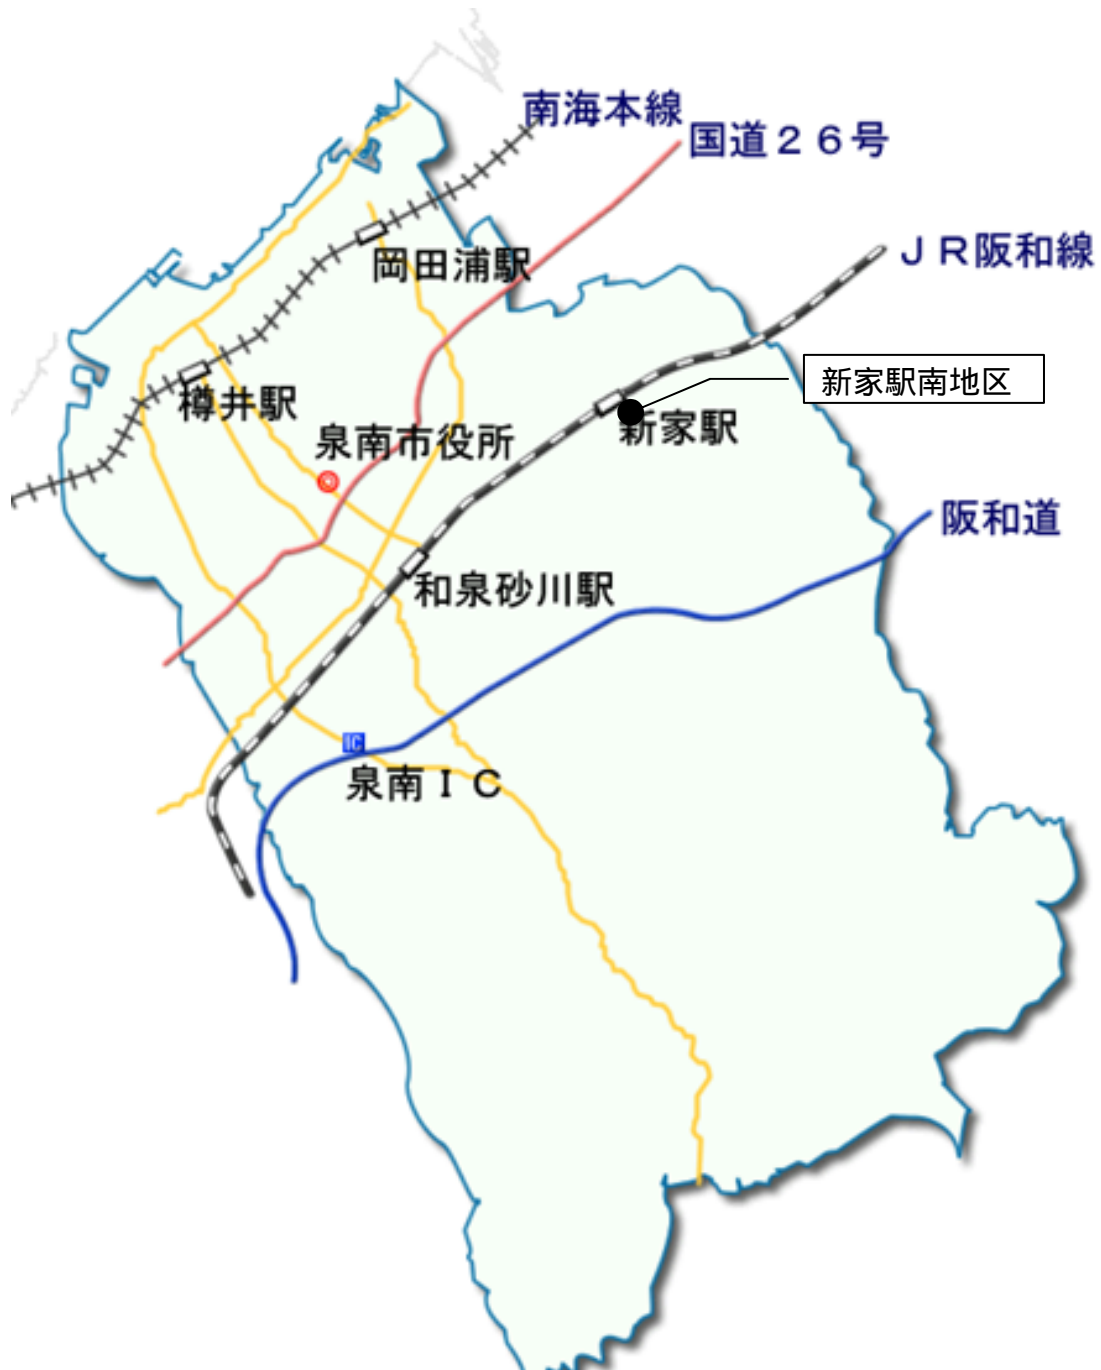 南海本線
国道２６号
ＪＲ阪和線
岡田浦駅
新家駅南地区
樽井駅
新家駅
泉南市役所
阪和道
和泉砂川駅
IC
泉南ＩＣ